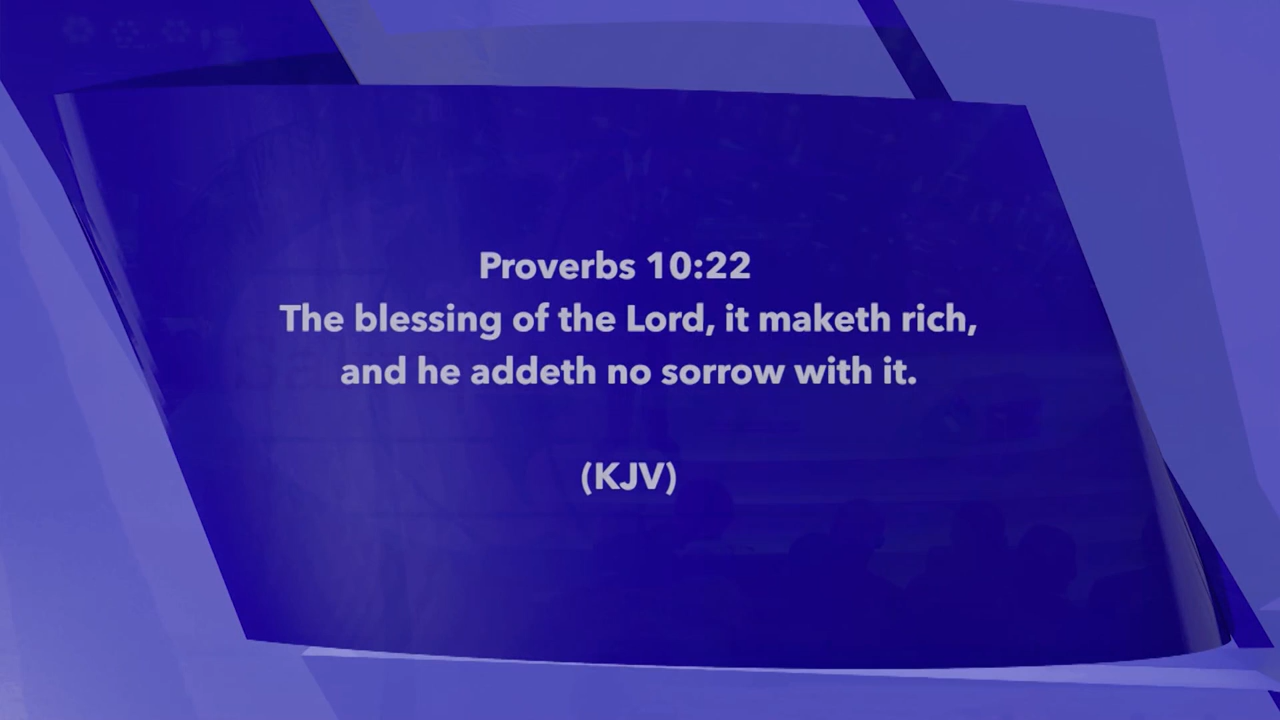 Proverbs 10:22
The blessing of the Lord, it maketh rich,
and he addeth no sorrow with it.
(KJV)